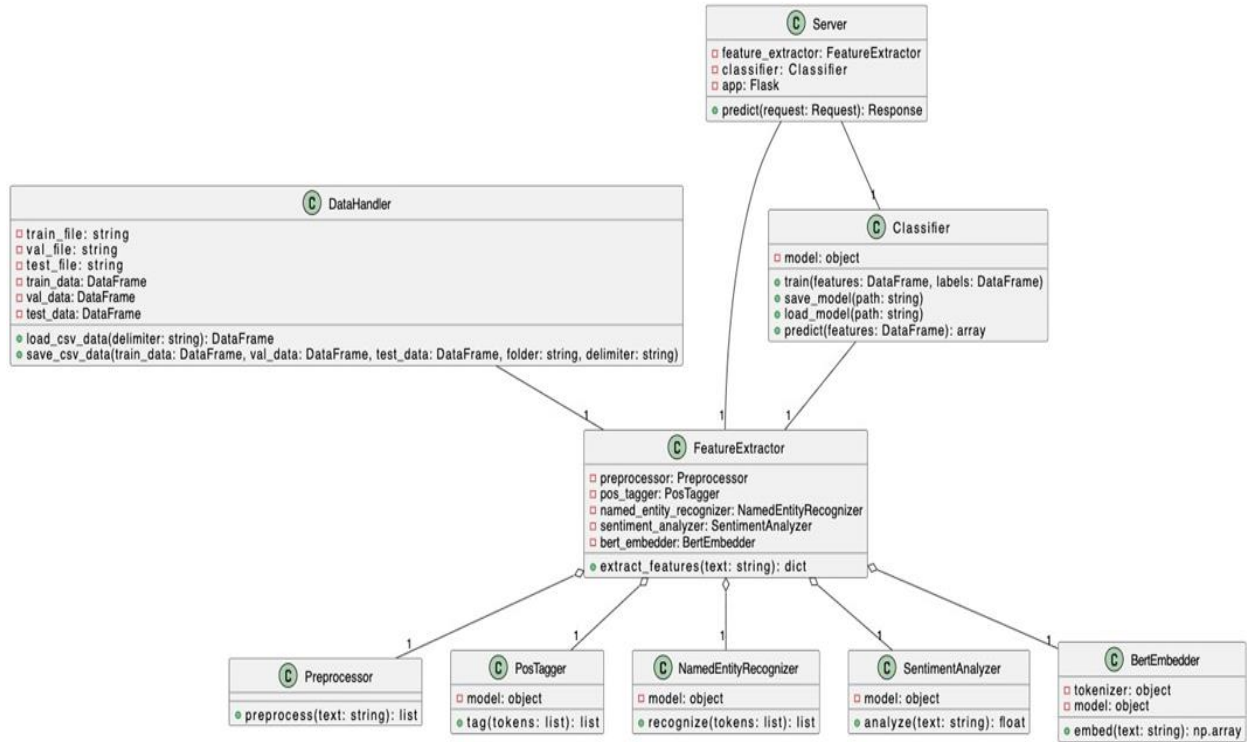 C Server
feature_extractor: FeatureExtractor
classifier: Classifier
app: Flask
predict(request: Request): Response
C DataHandler
train_file: string
val_file: string
test_file: string
train_data: DataFrame
val_data: DataFrame
test_data: DataFrame
load_csv_data(delimiter: string): DataFrame
save_csv_data(train_data: DataFrame, val_data: DataFrame, test_data: DataFrame, folder: string, delimiter: string)
1
C Classifier
model: object
train(features: DataFrame, labels: DataFrame)
save_model(path: string)
load_model(path: string)
predict(features: DataFrame): array
1 1 1
C FeatureExtractor
preprocessor: Preprocessor
pos_tagger: PosTagger
named_entity_recognizer: NamedEntityRecognizer
sentiment_analyzer: SentimentAnalyzer
bert_embedder: BertEmbedder
extract_features(text: string): dict
1 1 1 1 1
C Preprocessor
preprocess(text: string): list
C PosTagger
model: object
tag(tokens: list): list
C NamedEntityRecognizer
model: object
recognize(tokens: list): list
C SentimentAnalyzer
model: object
analyze(text: string): float
C BertEmbedder
tokenizer: object
model: object
embed(text: string): np.array